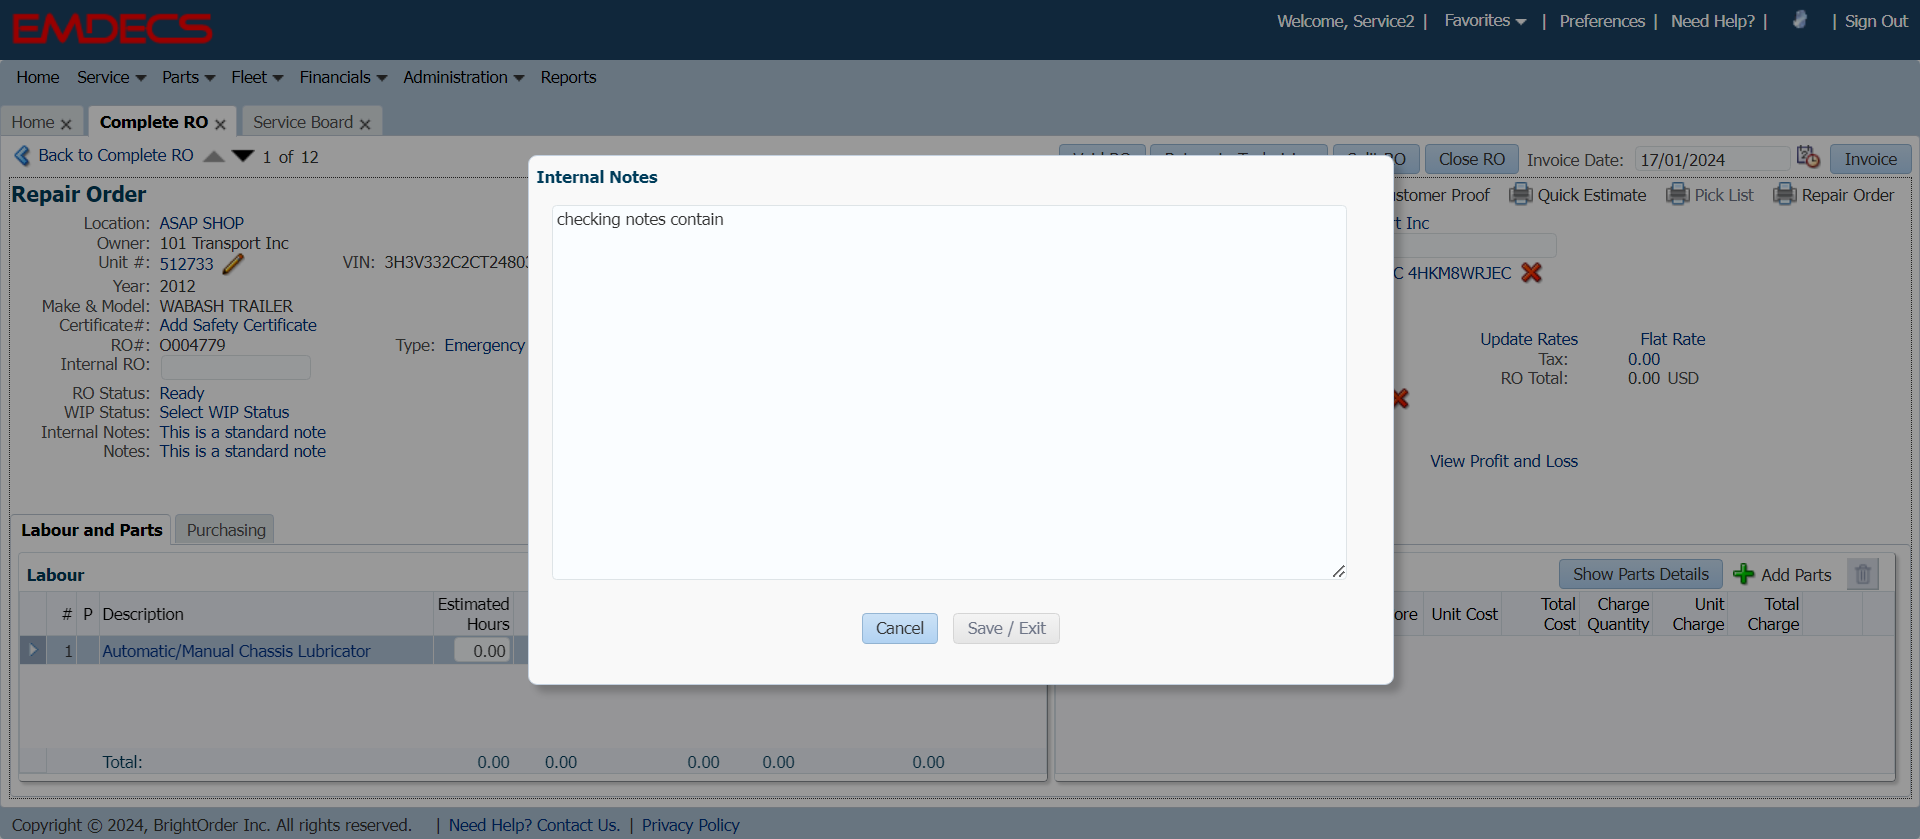 EMDECS
Welcome, Service2 | Favorites | Preferences | Need Help? | | Sign Out
Home Service Parts Fleet Financials Administration Reports
Home Complete RO Service Board
Back to Complete RO 1 of 12
RO Close RO Invoice Date: 17/01/2024 Invoice
Repair Order
Proof Quick Estimate Pick List Repair Order
Location: ASAP SHOP
Owner: 101 Transport Inc
Unit #: 512733 VIN: 3H3V332C2CT2480
Year: 2012
Make & Model: WABASH TRAILER
Certificate#: Add Safety Certificate
RO#: O004779 Type: Emergency
Internal RO:
RO Status: Ready
WIP Status: Select WIP Status
Internal Notes: This is a standard note
Notes: This is a standard note
Internal Notes
checking notes contain
Cancel Save / Exit
t Inc
C 4HKM8WRJEC
Update Rates Flat Rate
Tax: 0.00
RO Total: 0.00 USD
View Profit and Loss
Labour and Parts Purchasing
Labour
# P Description Estimated Hours
1 Automatic/Manual Chassis Lubricator 0.00
Total: 0.00 0.00 0.00 0.00 0.00
Show Parts Details Add Parts
ore Unit Cost Total Cost Charge Quantity Unit Charge Total Charge
Copyright © 2024, BrightOrder Inc. All rights reserved. | Need Help? Contact Us. | Privacy Policy